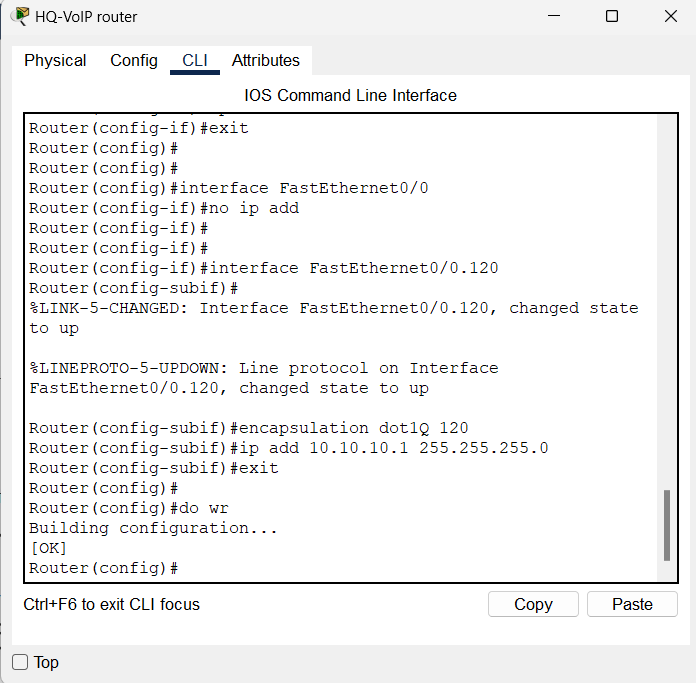 HQ-VoIP router
Physical Config CLI Attributes
IOS Command Line Interface
Router(config-if)#exit
Router(config)#
Router(config)#
Router(config)#interface FastEthernet0/0
Router(config-if)#no ip add
Router(config-if)#
Router(config-if)#
Router(config-if)#interface FastEthernet0/0.120
Router(config-subif)#
%LINK-5-CHANGED: Interface FastEthernet0/0.120, changed state
to up
%LINEPROTO-5-UPDOWN: Line protocol on Interface
FastEthernet0/0.120, changed state to up
Router(config-subif)#encapsulation dot1Q 120
Router(config-subif)#ip add 10.10.10.1 255.255.255.0
Router(config-subif)#exit
Router(config)#
Router(config)#do wr
Building configuration...
[OK]
Router(config)#
Ctrl+F6 to exit CLI focus
Copy Paste
Top